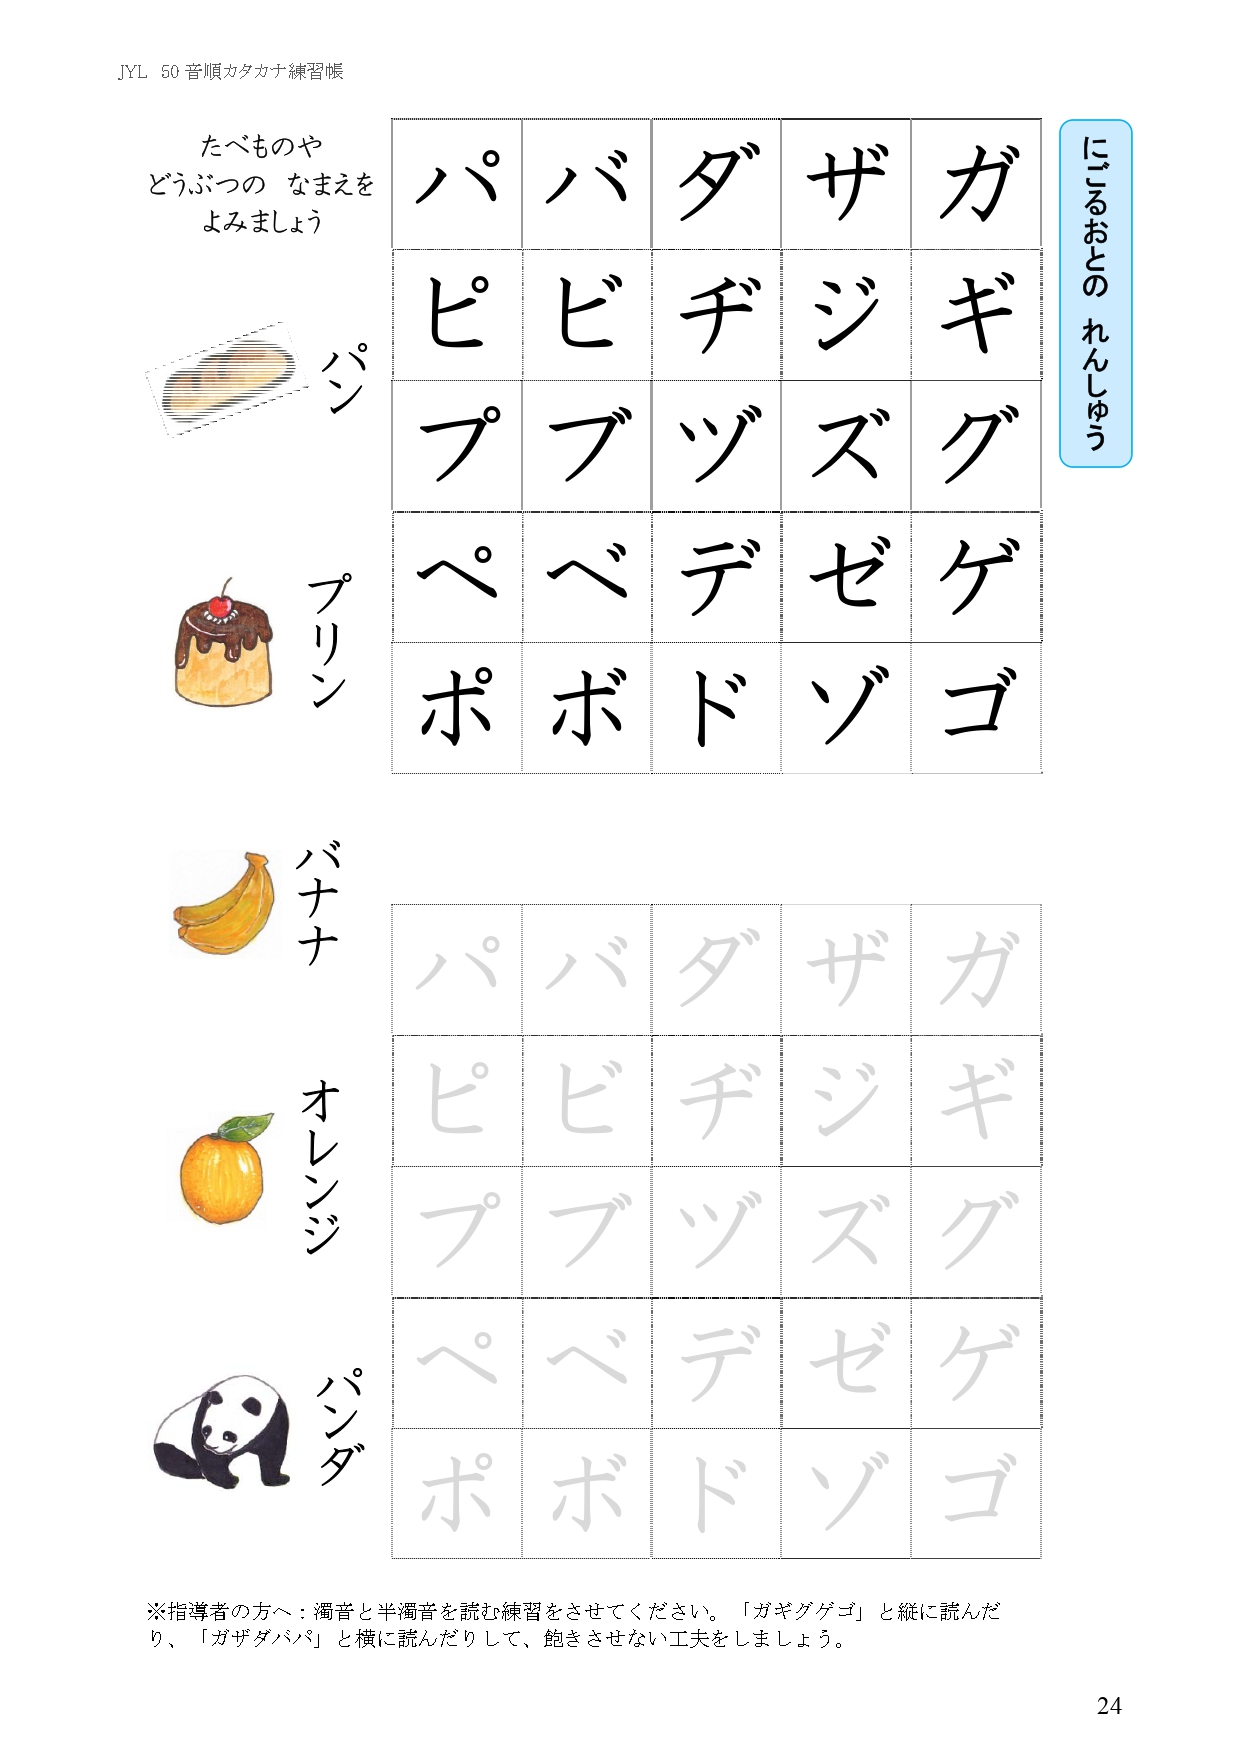 JYL 50音順カタカナ練習帳
にごるおとの れんしゅう
たべものや
どうぶつの なまえを
よみましょう
パ バ ダ ザ ガ
ピ ビ ヂ ジ ギ
プ ブ ヅ ズ グ
ペ ベ デ ゼ ゲ
ポ ボ ド ゾ ゴ
パン
プリン
バナナ
オレンジ
パンダ
パ バ ダ ザ ガ
ピ ビ ヂ ジ ギ
プ ブ ヅ ズ グ
ペ ベ デ ゼ ゲ
ポ ボ ド ゾ ゴ
※指導者の方へ：濁音と半濁音を読む練習をさせてください。「ガギグゲゴ」と縦に読んだ
り、「ガザダバパ」と横に読んだりして、飽きさせない工夫をしましょう。
24